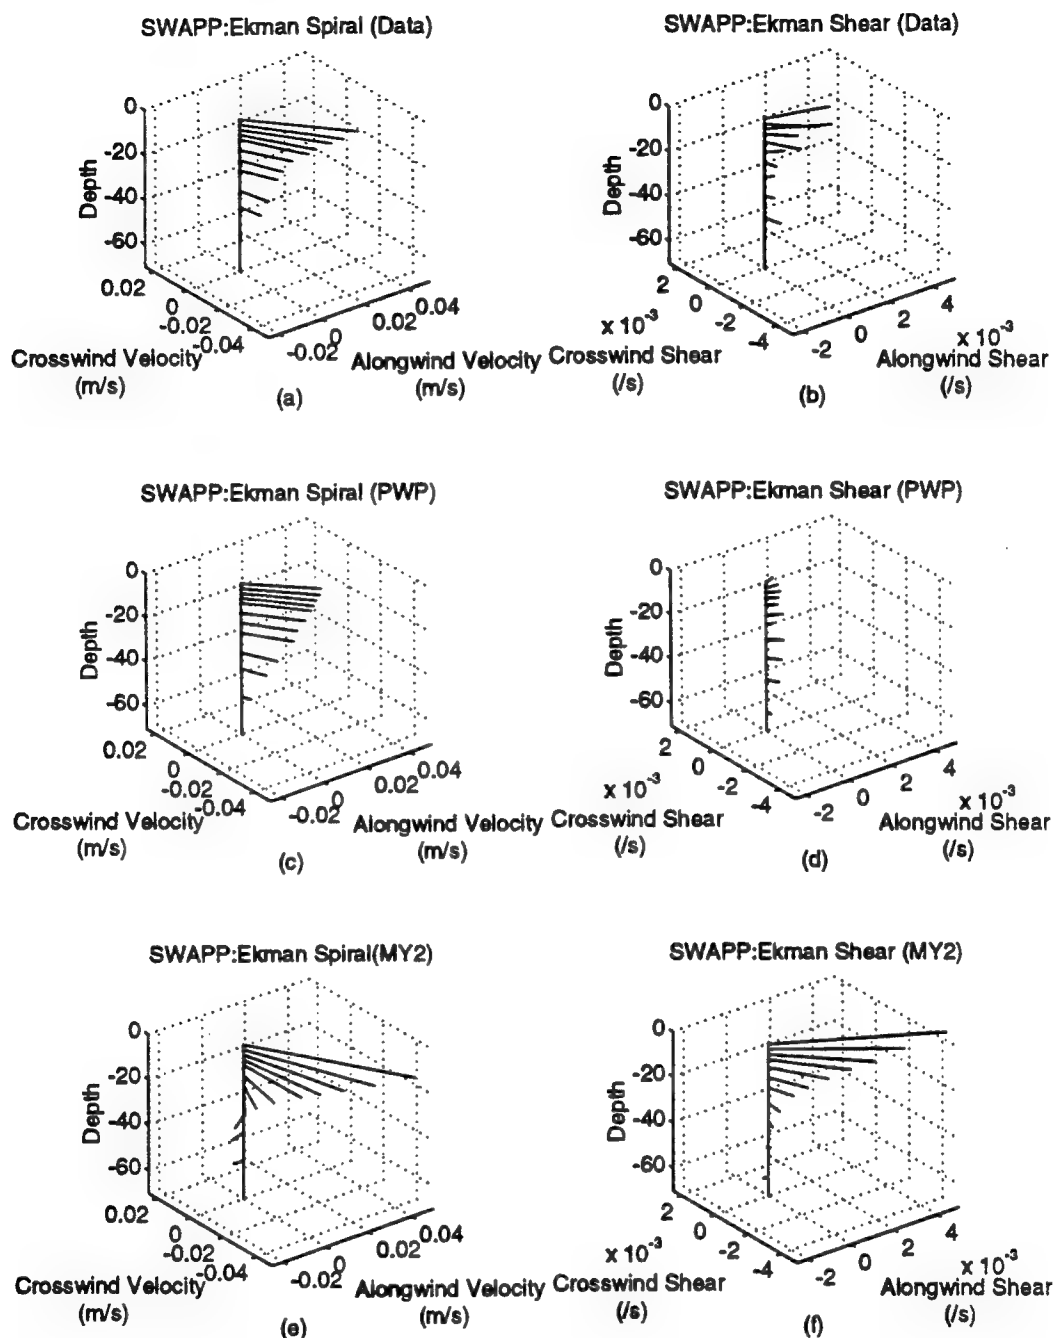 SWAPP:Ekman Spiral (Data)
0
-20
-40
-60
Depth
0.02
0
-0.02
-0.04
Crosswind Velocity
(m/s)
-0.02
0
0.02
0.04
Alongwind Velocity
(m/s)
(a)
SWAPP:Ekman Shear (Data)
0
-20
-40
-60
Depth
2
0
-2
-4
x 10-3
Crosswind Shear
(/s)
-2
0
2
4
x 10-3
Alongwind Shear
(/s)
(b)
SWAPP:Ekman Spiral (PWP)
0
-20
-40
-60
Depth
0.02
0
-0.02
-0.04
Crosswind Velocity
(m/s)
-0.02
0
0.02
0.04
Alongwind Velocity
(m/s)
(c)
SWAPP:Ekman Shear (PWP)
0
-20
-40
-60
Depth
2
0
-2
-4
x 10-3
Crosswind Shear
(/s)
-2
0
2
4
x 10-3
Alongwind Shear
(/s)
(d)
SWAPP:Ekman Spiral(MY2)
0
-20
-40
-60
Depth
0.02
0
-0.02
-0.04
Crosswind Velocity
(m/s)
-0.02
0
0.02
0.04
Alongwind Velocity
(m/s)
(e)
SWAPP:Ekman Shear (MY2)
0
-20
-40
-60
Depth
2
0
-2
-4
x 10-3
Crosswind Shear
(/s)
-2
0
2
4
x 10-3
Alongwind Shear
(/s)
(f)